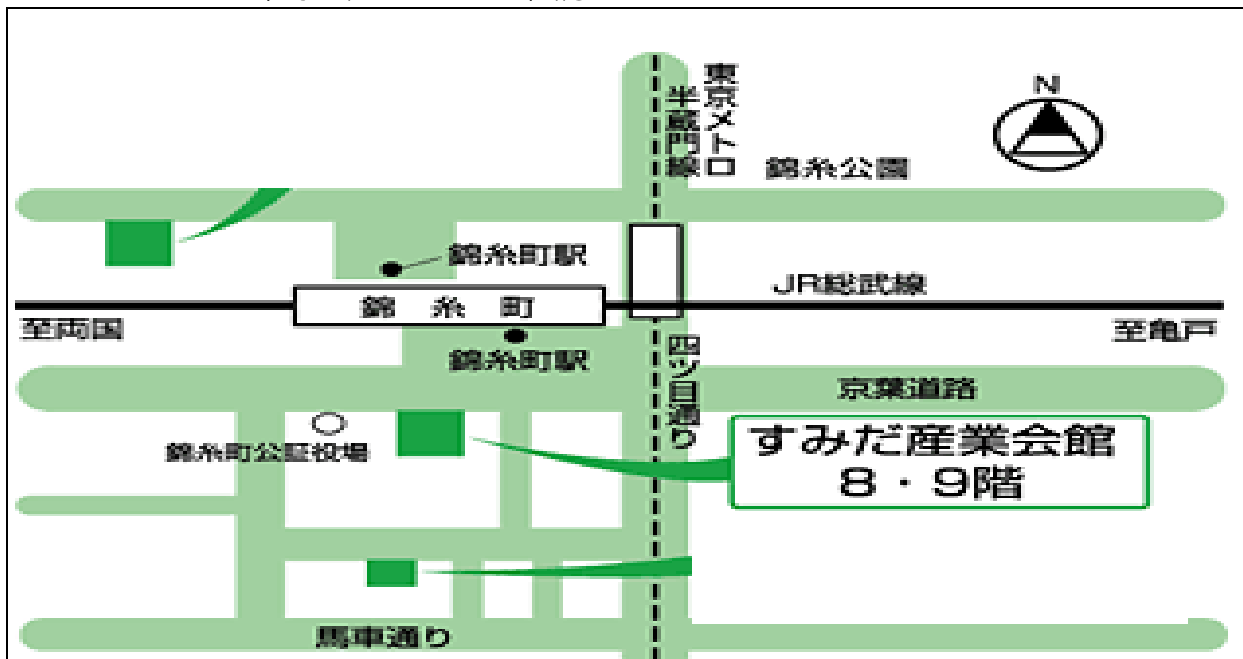 東京メトロ
半蔵門線
N
錦糸公園
錦糸町駅
JR総武線
錦糸町
至両国
至亀戸
錦糸町駅
四ツ目通り
京葉道路
錦糸町公証役場
すみだ産業会館
8・9階
馬車通り